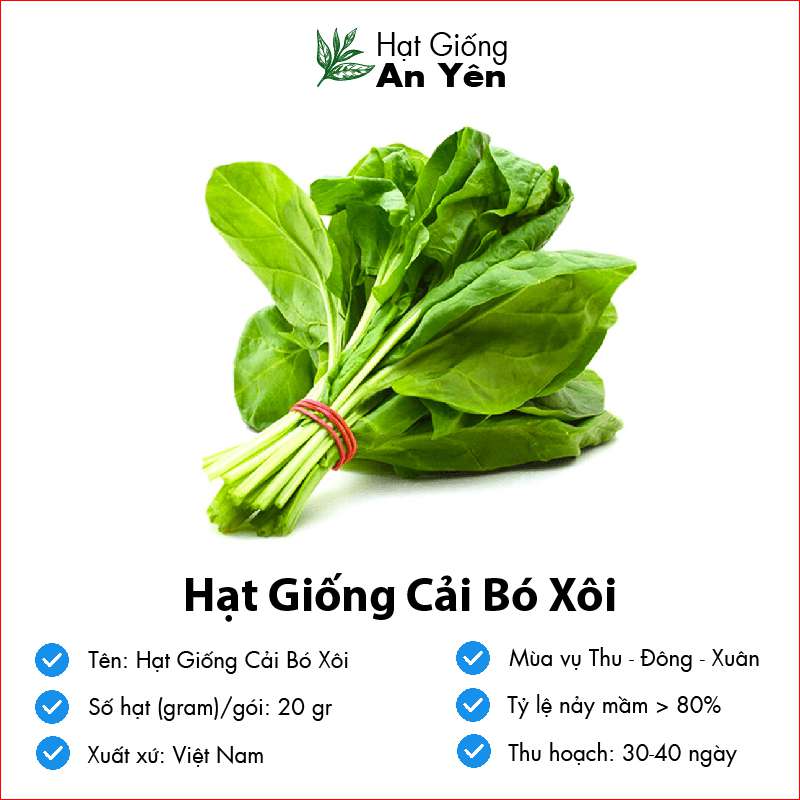 Hạt Giống
An Yên
Hạt Giống Cải Bó Xôi
Tên: Hạt Giống Cải Bó Xôi
Số hạt (gram)/gói: 20 gr
Xuất xứ: Việt Nam
Mùa vụ Thu - Đông - Xuân
Tỷ lệ nảy mầm > 80%
Thu hoạch: 30-40 ngày